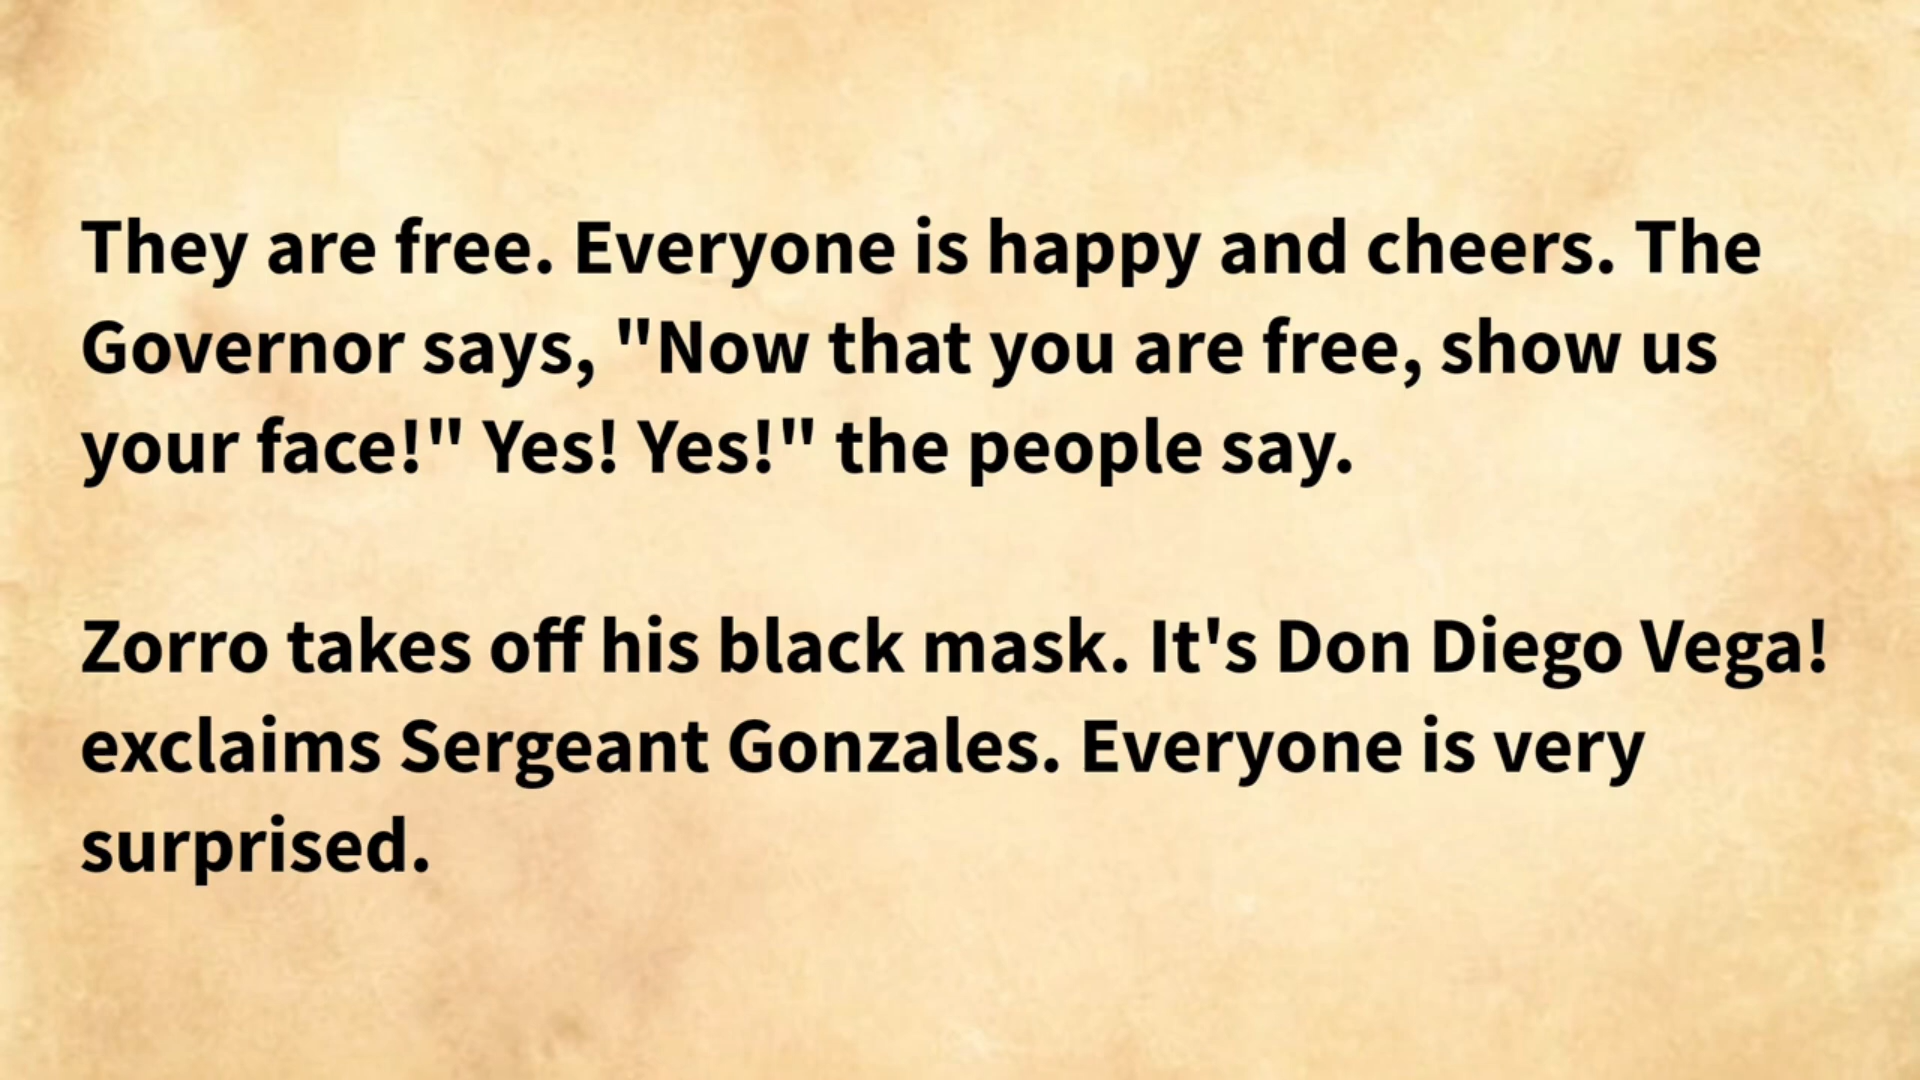 They are free. Everyone is happy and cheers. The
Governor says, "Now that you are free, show us
your face!" Yes! Yes!" the people say.
Zorro takes off his black mask. It's Don Diego Vega!
exclaims Sergeant Gonzales. Everyone is very
surprised.